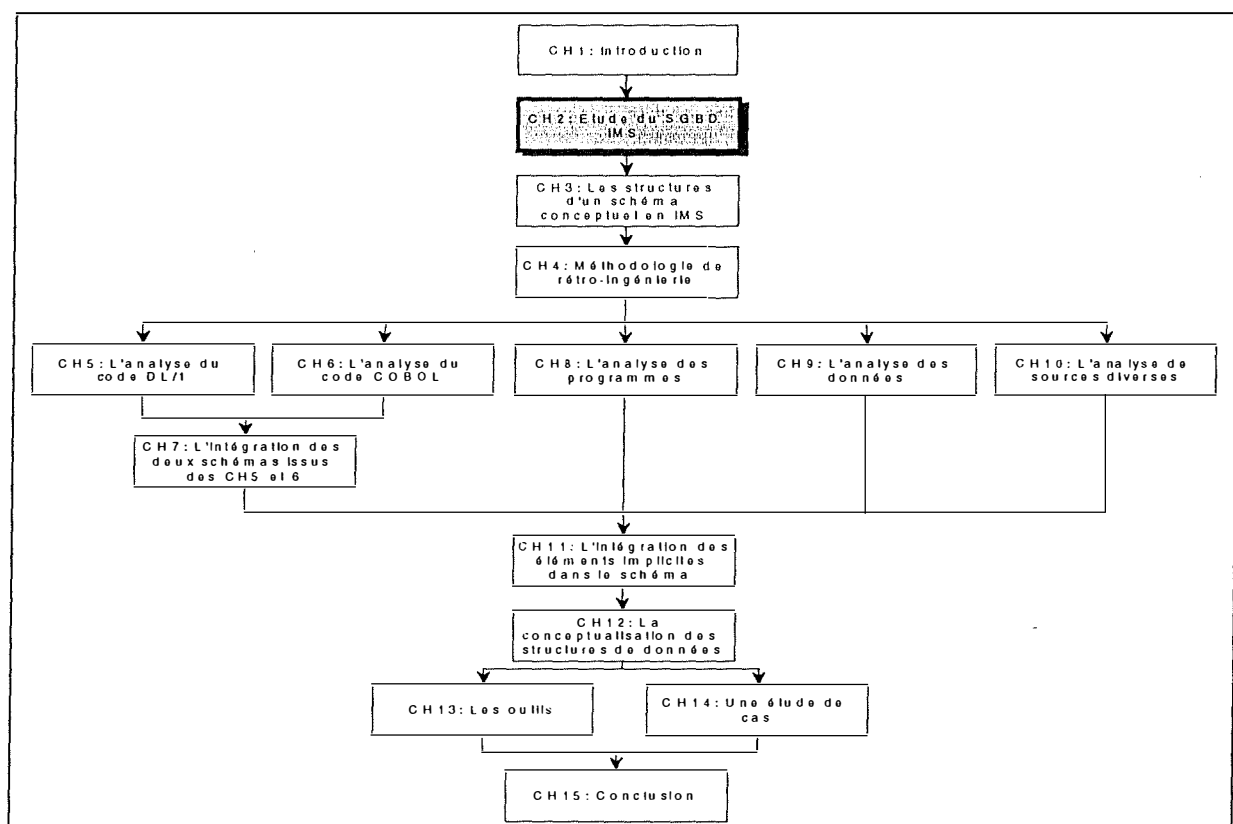 CH1: Introduction
CH2: Etude du SGBD
IMS
CH3: Les structures
d'un schéma
conceptuel en IMS
CH4: Méthodologie de
rétro-ingénierie
CH5: L'analyse du
code DL/1
CH6: L'analyse du
code COBOL
CH8: L'analyse des
programmes
CH9: L'analyse des
données
CH10: L'analyse de
sources diverses
CH7: L'intégration des
deux schémas issus
des CH5 et 6
CH11: L'intégration des
éléments implicites
dans le schéma
CH12: La
conceptualisation des
structures de données
CH13: Les outils
CH14: Une étude de
cas
CH15: Conclusion